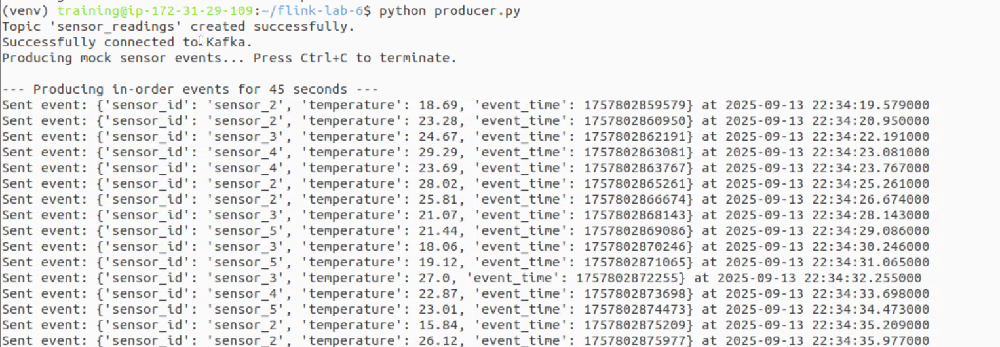 (venv) training@ip-172-31-29-109:~/flink-lab-6$ python producer.py
Topic 'sensor_readings' created successfully.
Successfully connected to Kafka.
Producing mock sensor events... Press Ctrl+C to terminate.
--- Producing in-order events for 45 seconds ---
Sent event: {'sensor_id': 'sensor_2', 'temperature': 18.69, 'event_time': 1757802859579} at 2025-09-13 22:34:19.579000
Sent event: {'sensor_id': 'sensor_2', 'temperature': 23.28, 'event_time': 1757802860950} at 2025-09-13 22:34:20.950000
Sent event: {'sensor_id': 'sensor_3', 'temperature': 24.67, 'event_time': 1757802862191} at 2025-09-13 22:34:22.191000
Sent event: {'sensor_id': 'sensor_4', 'temperature': 29.29, 'event_time': 1757802863081} at 2025-09-13 22:34:23.081000
Sent event: {'sensor_id': 'sensor_4', 'temperature': 23.69, 'event_time': 1757802863767} at 2025-09-13 22:34:23.767000
Sent event: {'sensor_id': 'sensor_2', 'temperature': 28.02, 'event_time': 1757802865261} at 2025-09-13 22:34:25.261000
Sent event: {'sensor_id': 'sensor_2', 'temperature': 25.81, 'event_time': 1757802866674} at 2025-09-13 22:34:26.674000
Sent event: {'sensor_id': 'sensor_3', 'temperature': 21.07, 'event_time': 1757802868143} at 2025-09-13 22:34:28.143000
Sent event: {'sensor_id': 'sensor_5', 'temperature': 21.44, 'event_time': 1757802869086} at 2025-09-13 22:34:29.086000
Sent event: {'sensor_id': 'sensor_3', 'temperature': 18.06, 'event_time': 1757802870246} at 2025-09-13 22:34:30.246000
Sent event: {'sensor_id': 'sensor_5', 'temperature': 19.12, 'event_time': 1757802871065} at 2025-09-13 22:34:31.065000
Sent event: {'sensor_id': 'sensor_3', 'temperature': 27.0, 'event_time': 1757802872255} at 2025-09-13 22:34:32.255000
Sent event: {'sensor_id': 'sensor_4', 'temperature': 22.87, 'event_time': 1757802873698} at 2025-09-13 22:34:33.698000
Sent event: {'sensor_id': 'sensor_5', 'temperature': 23.01, 'event_time': 1757802874473} at 2025-09-13 22:34:34.473000
Sent event: {'sensor_id': 'sensor_2', 'temperature': 15.84, 'event_time': 1757802875209} at 2025-09-13 22:34:35.209000
Sent event: {'sensor_id': 'sensor_2', 'temperature': 26.12, 'event_time': 1757802875977} at 2025-09-13 22:34:35.977000